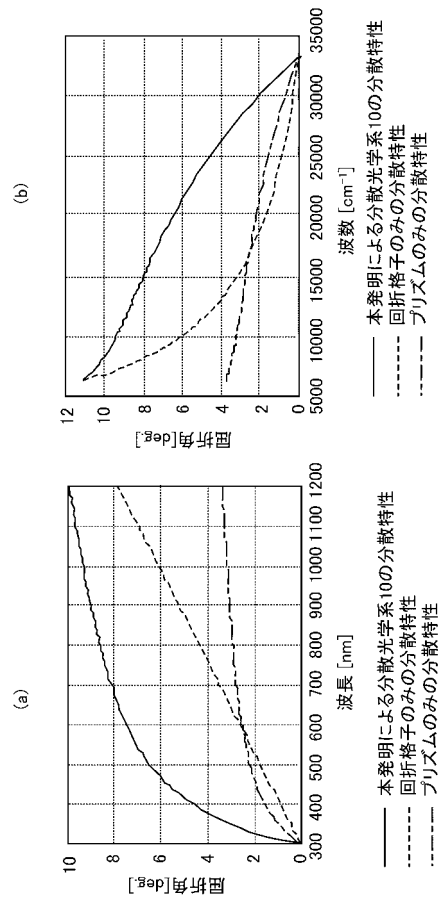 (a)
10
8
6
4
2
0
屈折角[deg.]
300 400 500 600 700 800 900 1000 1100 1200
波長 [nm]
本発明による分散光学系10の分散特性
回折格子のみの分散特性
プリズムのみの分散特性
(b)
12
10
8
6
4
2
0
屈折角[deg.]
5000 10000 15000 20000 25000 30000 35000
波数 [cm⁻¹]
本発明による分散光学系10の分散特性
回折格子のみの分散特性
プリズムのみの分散特性